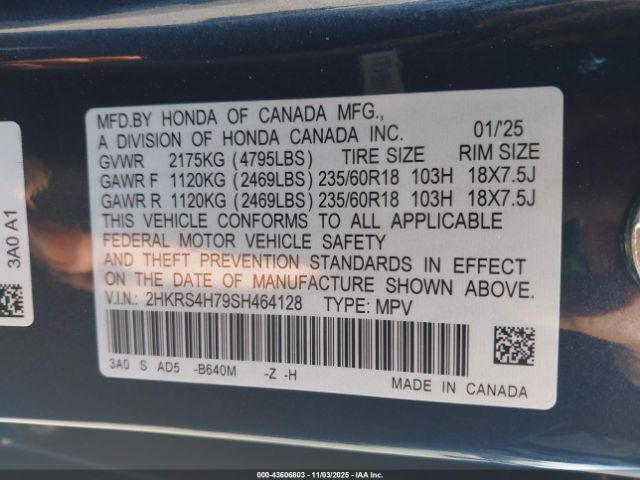 MFD.BY HONDA OF CANADA MFG.,
A DIVISION OF HONDA CANADA INC. 01/'25
GVWR 2175KG (4795LBS) TIRE SIZE RIM SIZE
GAWR F 1120KG (2469LBS) 235/60R18 103H 18X7.5J
GAWR R 1120KG (2469LBS) 235/60R18 103H 18X7.5J
THIS VEHICLE CONFORMS TO ALL APPLICABLE
FEDERAL MOTOR VEHICLE SAFETY
AND THEFT PREVENTION STANDARDS IN EFFECT
ON THE DATE OF MANUFACTURE SHOWN ABOVE.
V.I.N.: 2HKRS4H79SH464128 TYPE: MPV
3A0 S AD5 -B640M -Z -H
MADE IN CANADA
3A0 A1
000-43606803 - 11/03/2025 - IAA Inc.